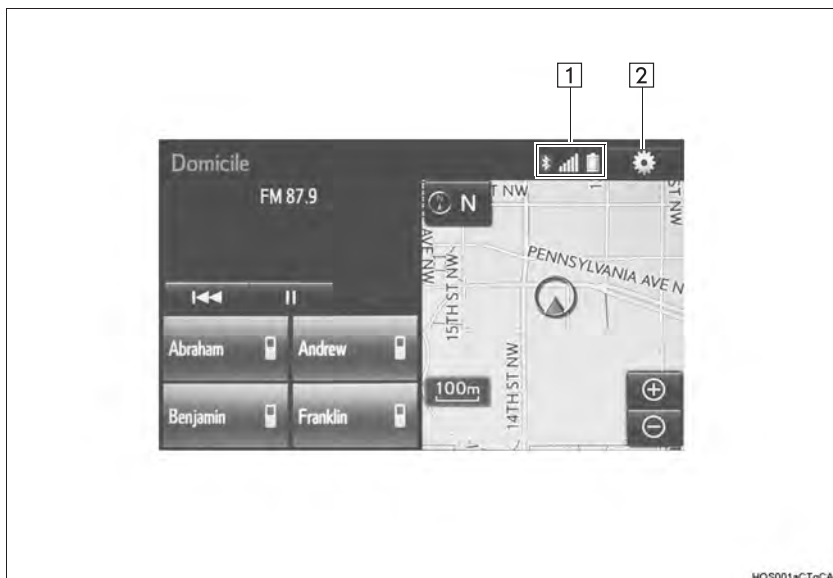 1 2
Domicile
FM 87.9
N
T NW
ST NW
AVE NW
PENNSYLVANIA AVE N
15TH ST NW
14TH ST NW
Abraham
Andrew
Benjamin
Franklin
100m